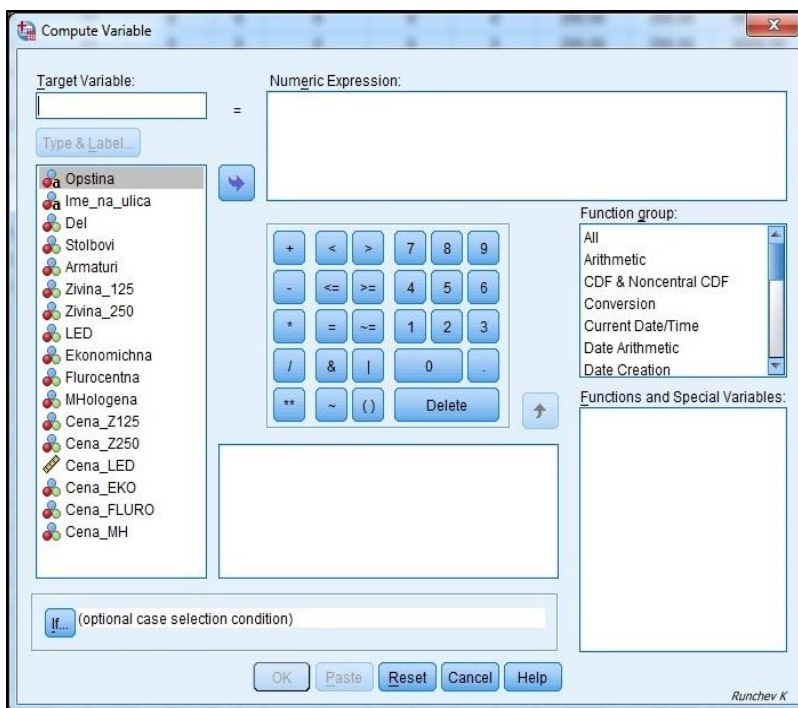 Compute Variable
Target Variable:
Numeric Expression:
=
Type & Label...
Opstina
Ime_na_ulica
Del
Stolbovi
Armaturi
Zivina_125
Zivina_250
LED
Ekonomichna
Flurocentna
MHologena
Cena_Z125
Cena_Z250
Cena_LED
Cena_EKO
Cena_FLURO
Cena_MH
+ < > 7 8 9
- <= >= 4 5 6
* = ~= 1 2 3
/ & | 0 .
** ~ ( ) Delete
Function group:
All
Arithmetic
CDF & Noncentral CDF
Conversion
Current Date/Time
Date Arithmetic
Date Creation
Functions and Special Variables:
If... (optional case selection condition)
OK Paste Reset Cancel Help
Runchev K